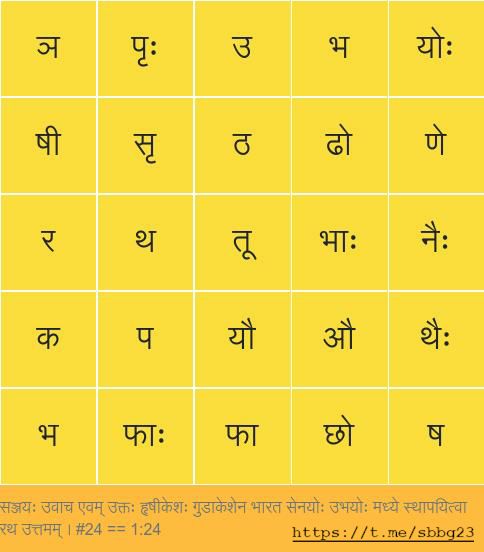 ञ पृः उ भ योः
षी सृ ठ ढो णे
र थ तू भाः नैः
क प यौ औ थैः
भ फाः फा छो ष
सञ्जयः उवाच एवम् उक्तः हृषीकेशः गुडाकेशेन भारत सेनयोः उभयोः मध्ये स्थापयित्वा
रथ उत्तमम् । #24 == 1:24
https://t.me/sbbg23